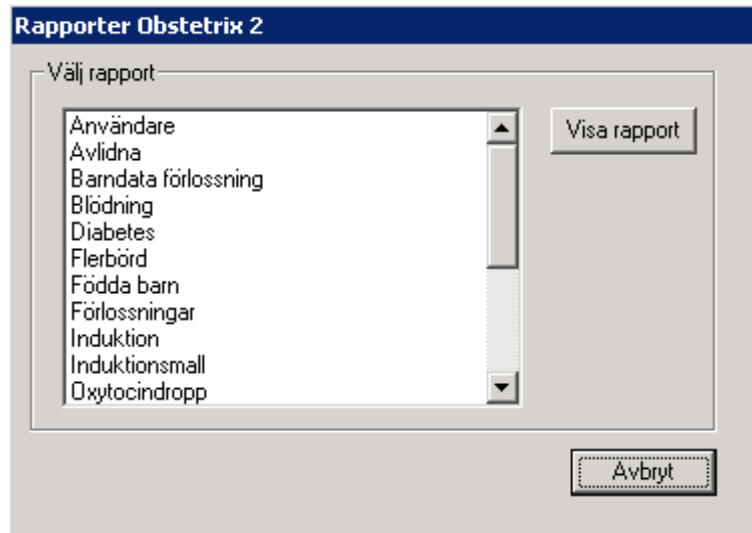 Rapporter Obstetrix 2
Välj rapport
Användare
Avlidna
Barndata förlossning
Blödning
Diabetes
Flerbörd
Födda barn
Förlossningar
Induktion
Induktionsmall
Oxytocindropp
Visa rapport
Avbryt